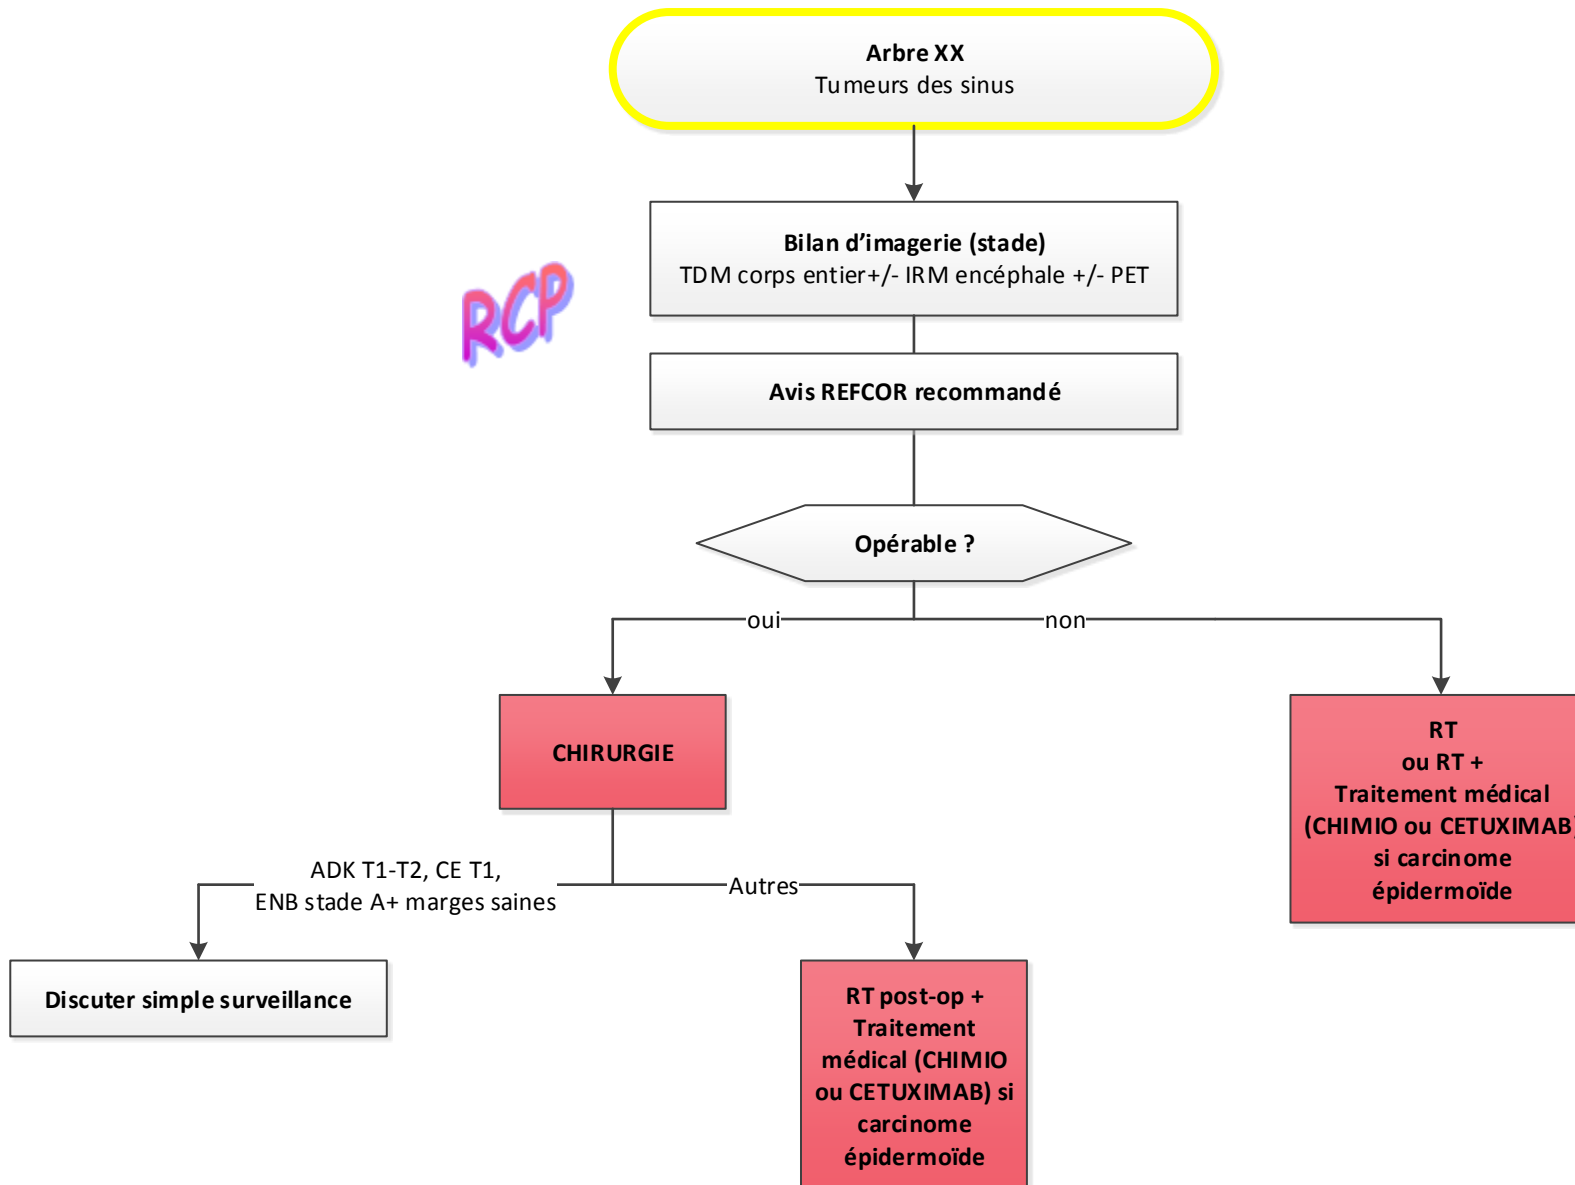 Arbre XX
Tumeurs des sinus
Bilan d'imagerie (stade)
TDM corps entier+/- IRM encéphale +/- PET
RCP
Avis REFCOR recommandé
Opérable ?
oui
non
CHIRURGIE
RT
ou RT +
Traitement médical
(CHIMIO ou CETUXIMAB)
si carcinome
épidermoïde
ADK T1-T2, CE T1,
ENB stade A+ marges saines
Autres
Discuter simple surveillance
RT post-op +
Traitement
médical (CHIMIO
ou CETUXIMAB) si
carcinome
épidermoïde